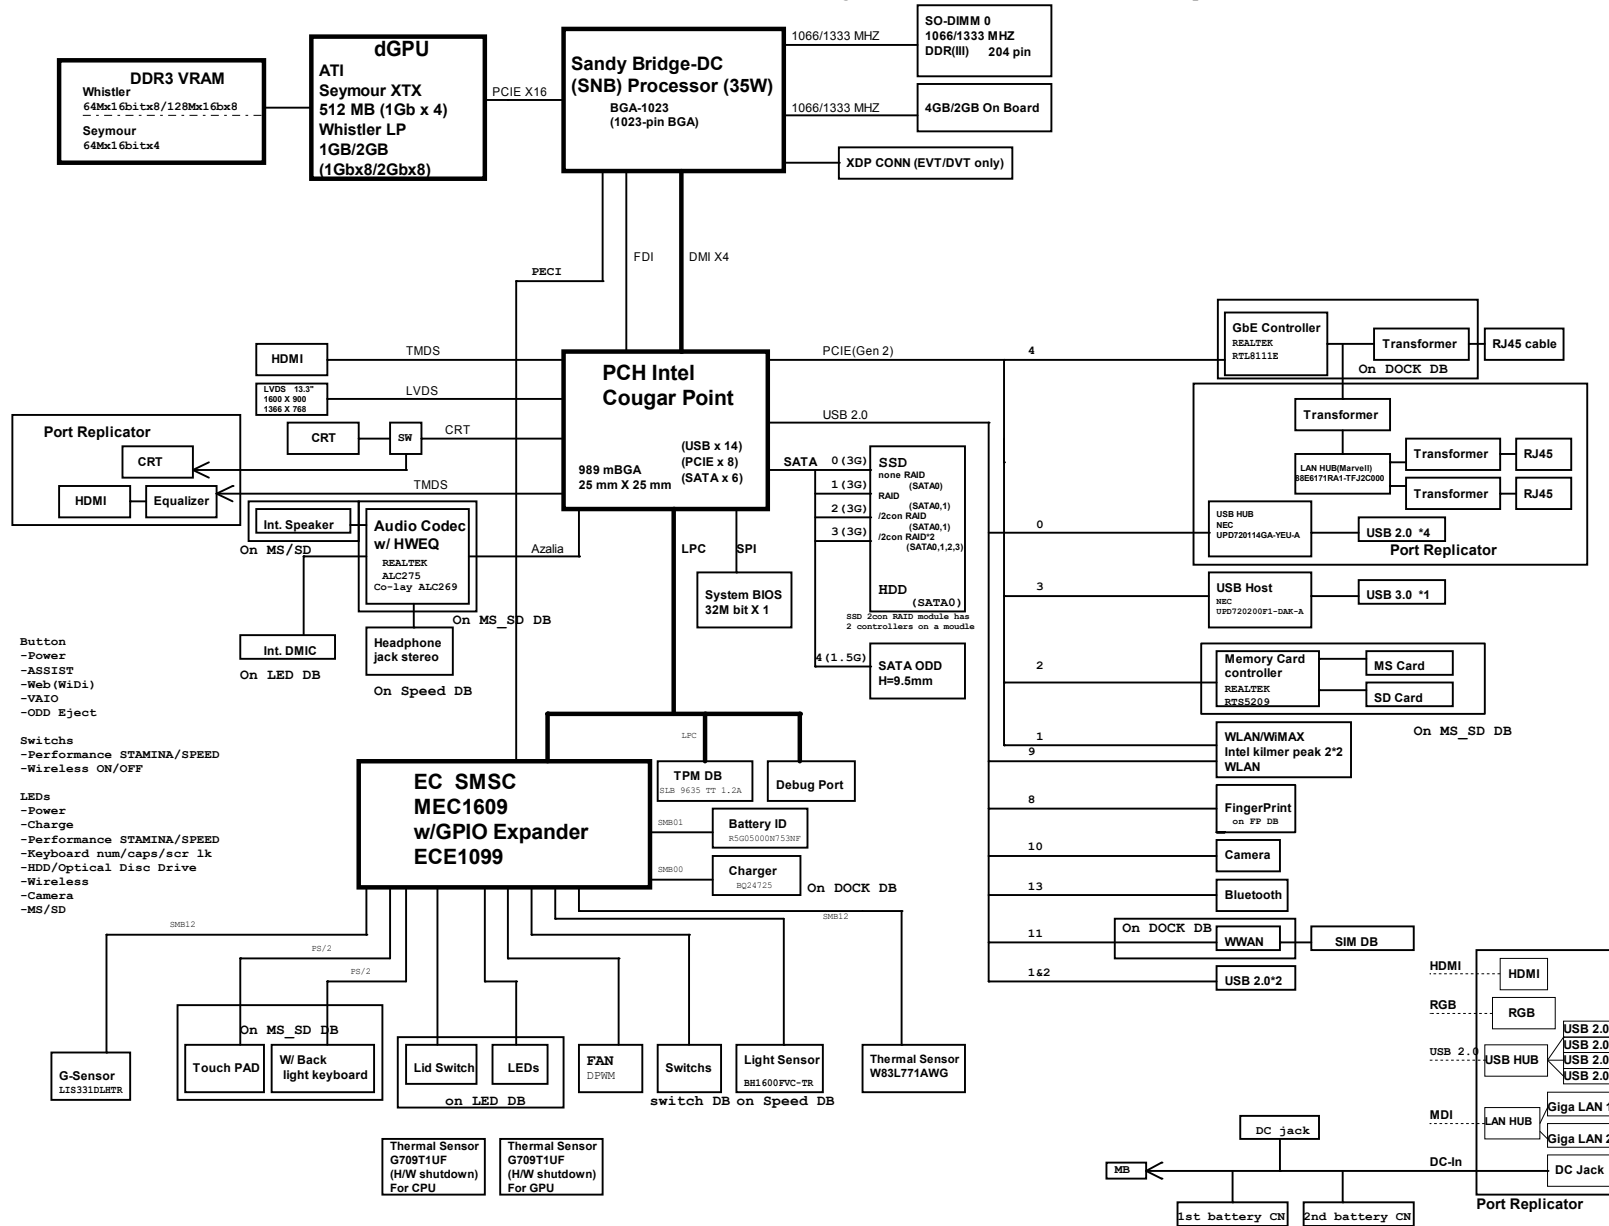 SO-DIMM 0
1066/1333 MHZ
DDR(III) 204 pin
1066/1333 MHZ
4GB/2GB On Board
1066/1333 MHZ
XDP CONN (EVT/DVT only)
Sandy Bridge-DC
(SNB) Processor (35W)
BGA-1023
(1023-pin BGA)
PCIE X16
dGPU
ATI
Seymour XTX
512 MB (1Gb x 4)
Whistler LP
1GB/2GB
(1Gbx8/2Gbx8)
DDR3 VRAM
Whistler
64Mx16bitx8/128Mx16bx8
Seymour
64Mx16bitx4
PECI
FDI
DMI X4
HDMI
TMDS
LVDS 13.3"
1600 X 900
1366 X 768
LVDS
CRT
SW
CRT
Port Replicator
CRT
HDMI
Equalizer
TMDS
PCH Intel
Cougar Point
(USB x 14)
(PCIE x 8)
(SATA x 6)
989 mBGA
25 mm X 25 mm
Int. Speaker
On MS/SD
Audio Codec
w/ HWEQ
REALTEK
ALC275
Co-lay ALC269
Azalia
On MS_SD DB
Int. DMIC
On LED DB
Headphone
jack stereo
On Speed DB
LPC
SPI
System BIOS
32M bit X 1
SATA
0 (3G)
1 (3G)
2 (3G)
3 (3G)
4 (1.5G)
SSD
none RAID
(SATA0)
RAID
(SATA0,1)
/2con RAID
(SATA0,1)
/2con RAID*2
(SATA0,1,2,3)
HDD
(SATA0)
SSD 2con RAID module has
2 controllers on a moudle
SATA ODD
H=9.5mm
PCIE(Gen 2)
4
USB 2.0
GbE Controller
REALTEK
RTL8111E
Transformer
RJ45 cable
On DOCK DB
Transformer
LAN HUB(Marvell)
88E6171RA1-TFJ2C000
Transformer
RJ45
Transformer
RJ45
0
USB HUB
NEC
UPD720114GA-YEU-A
USB 2.0 *4
Port Replicator
3
USB Host
NEC
UPD720200F1-DAK-A
USB 3.0 *1
2
Memory Card
controller
REALTEK
RTS5209
MS Card
SD Card
On MS_SD DB
1
9
WLAN/WiMAX
Intel kilmer peak 2*2
WLAN
8
FingerPrint
on FP DB
10
Camera
13
Bluetooth
11
On DOCK DB
WWAN
SIM DB
1&2
USB 2.0*2
Button
-Power
-ASSIST
-Web(WiDi)
-VAIO
-ODD Eject
Switchs
-Performance STAMINA/SPEED
-Wireless ON/OFF
LEDs
-Power
-Charge
-Performance STAMINA/SPEED
-Keyboard num/caps/scr lk
-HDD/Optical Disc Drive
-Wireless
-Camera
-MS/SD
EC SMSC
MEC1609
w/GPIO Expander
ECE1099
LPC
TPM DB
SLB 9635 TT 1.2A
Debug Port
SMB01
Battery ID
R5G05000N753NF
SMB00
Charger
BQ24725
On DOCK DB
SMB12
PS/2
PS/2
SMB12
G-Sensor
LIS331DLHTR
On MS_SD DB
Touch PAD
W/ Back
light keyboard
Lid Switch
LEDs
on LED DB
FAN
DPWM
Switchs
switch DB
Light Sensor
BH1600FVC-TR
on Speed DB
Thermal Sensor
W83L771AWG
Thermal Sensor
G709T1UF
(H/W shutdown)
For CPU
Thermal Sensor
G709T1UF
(H/W shutdown)
For GPU
HDMI
HDMI
RGB
RGB
USB 2.0
USB HUB
USB 2.0
USB 2.0
USB 2.0
USB 2.0
MDI
LAN HUB
Giga LAN 1
Giga LAN 2
DC-In
DC Jack
Port Replicator
DC jack
MB
1st battery CN
2nd battery CN